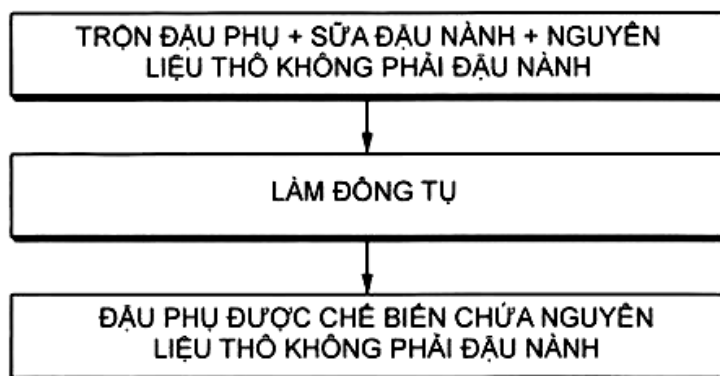 TRỘN ĐẬU PHỤ + SỮA ĐẬU NÀNH + NGUYÊN
LIỆU THÔ KHÔNG PHẢI ĐẬU NÀNH
LÀM ĐÔNG TỤ
ĐẬU PHỤ ĐƯỢC CHẾ BIẾN CHỨA NGUYÊN
LIỆU THÔ KHÔNG PHẢI ĐẬU NÀNH